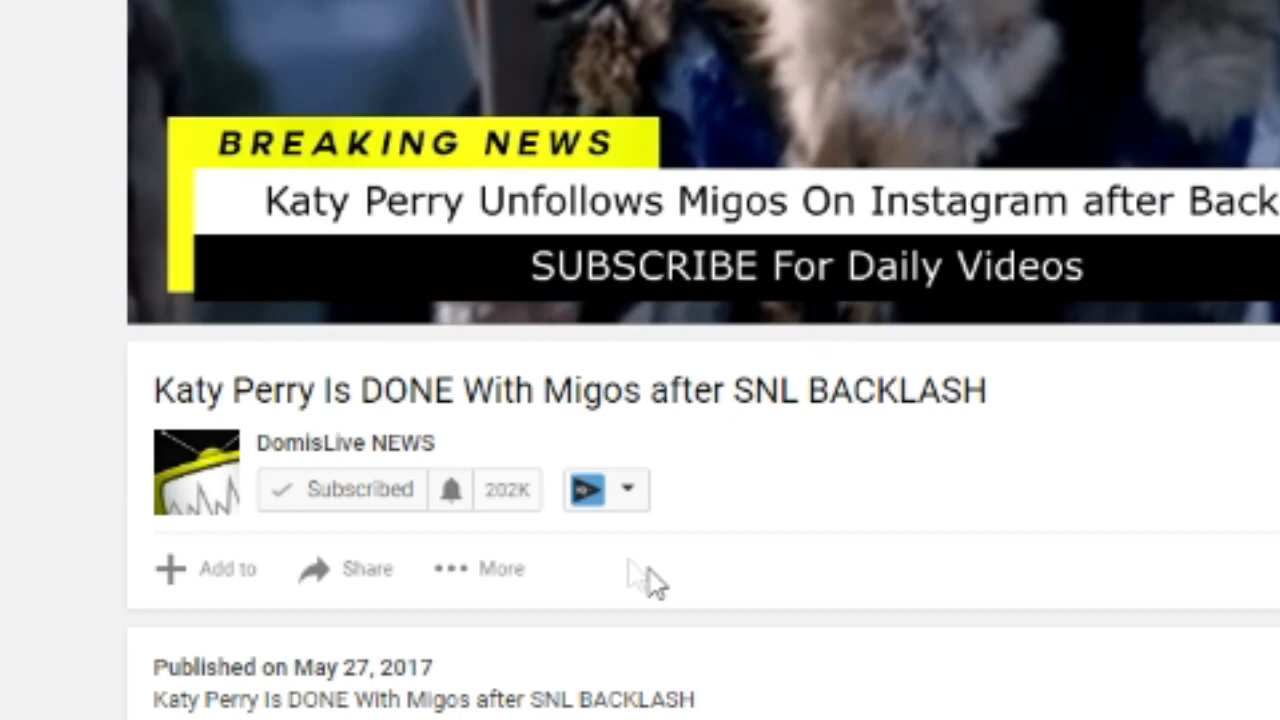 BREAKING NEWS
Katy Perry Unfollows Migos On Instagram after Back
SUBSCRIBE For Daily Videos
Katy Perry Is DONE With Migos after SNL BACKLASH
DomisLive NEWS
Subscribed 202K
Add to Share More
Published on May 27, 2017
Katy Perry Is DONE With Migos after SNL BACKLASH